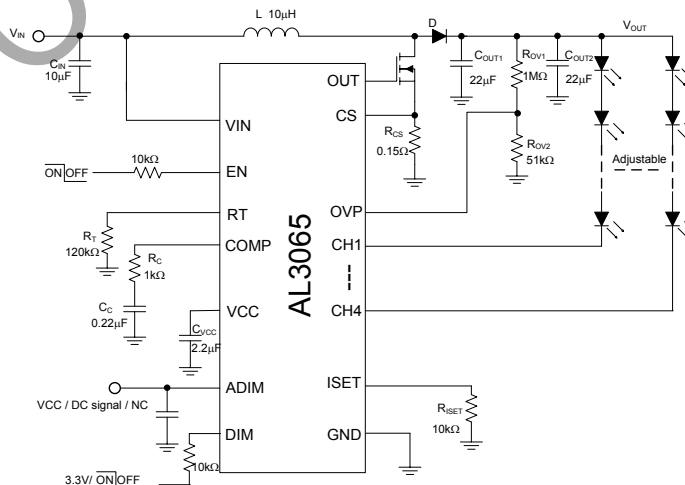 L 10μH
D
VIN
VOUT
CIN
10μF
COUT1
22μF
ROV1
1MΩ
COUT2
22μF
OUT
CS
RCS
0.15Ω
ROV2
51kΩ
Adjustable
VIN
ON OFF
10kΩ
EN
RT
120kΩ
RT
RC
1kΩ
COMP
CC
0.22μF
AL3065
OVP
CH1
CH4
VCC
CVCC
2.2μF
VCC / DC signal / NC
ADIM
ISET
RISET
10kΩ
DIM
10kΩ
GND
3.3V/ ON OFF